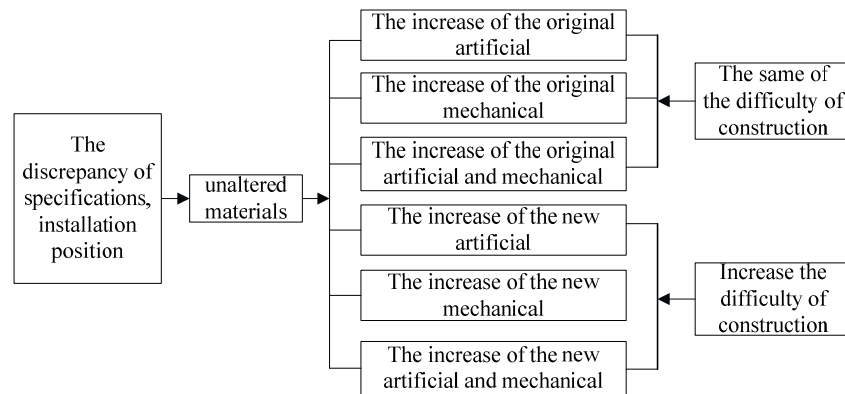 The
discrepancy of
specifications,
installation
position
unaltered
materials
The increase of the original
artificial
The increase of the original
mechanical
The increase of the original
artificial and mechanical
The increase of the new
artificial
The increase of the new
mechanical
The increase of the new
artificial and mechanical
The same of
the difficulty of
construction
Increase the
difficulty of
construction